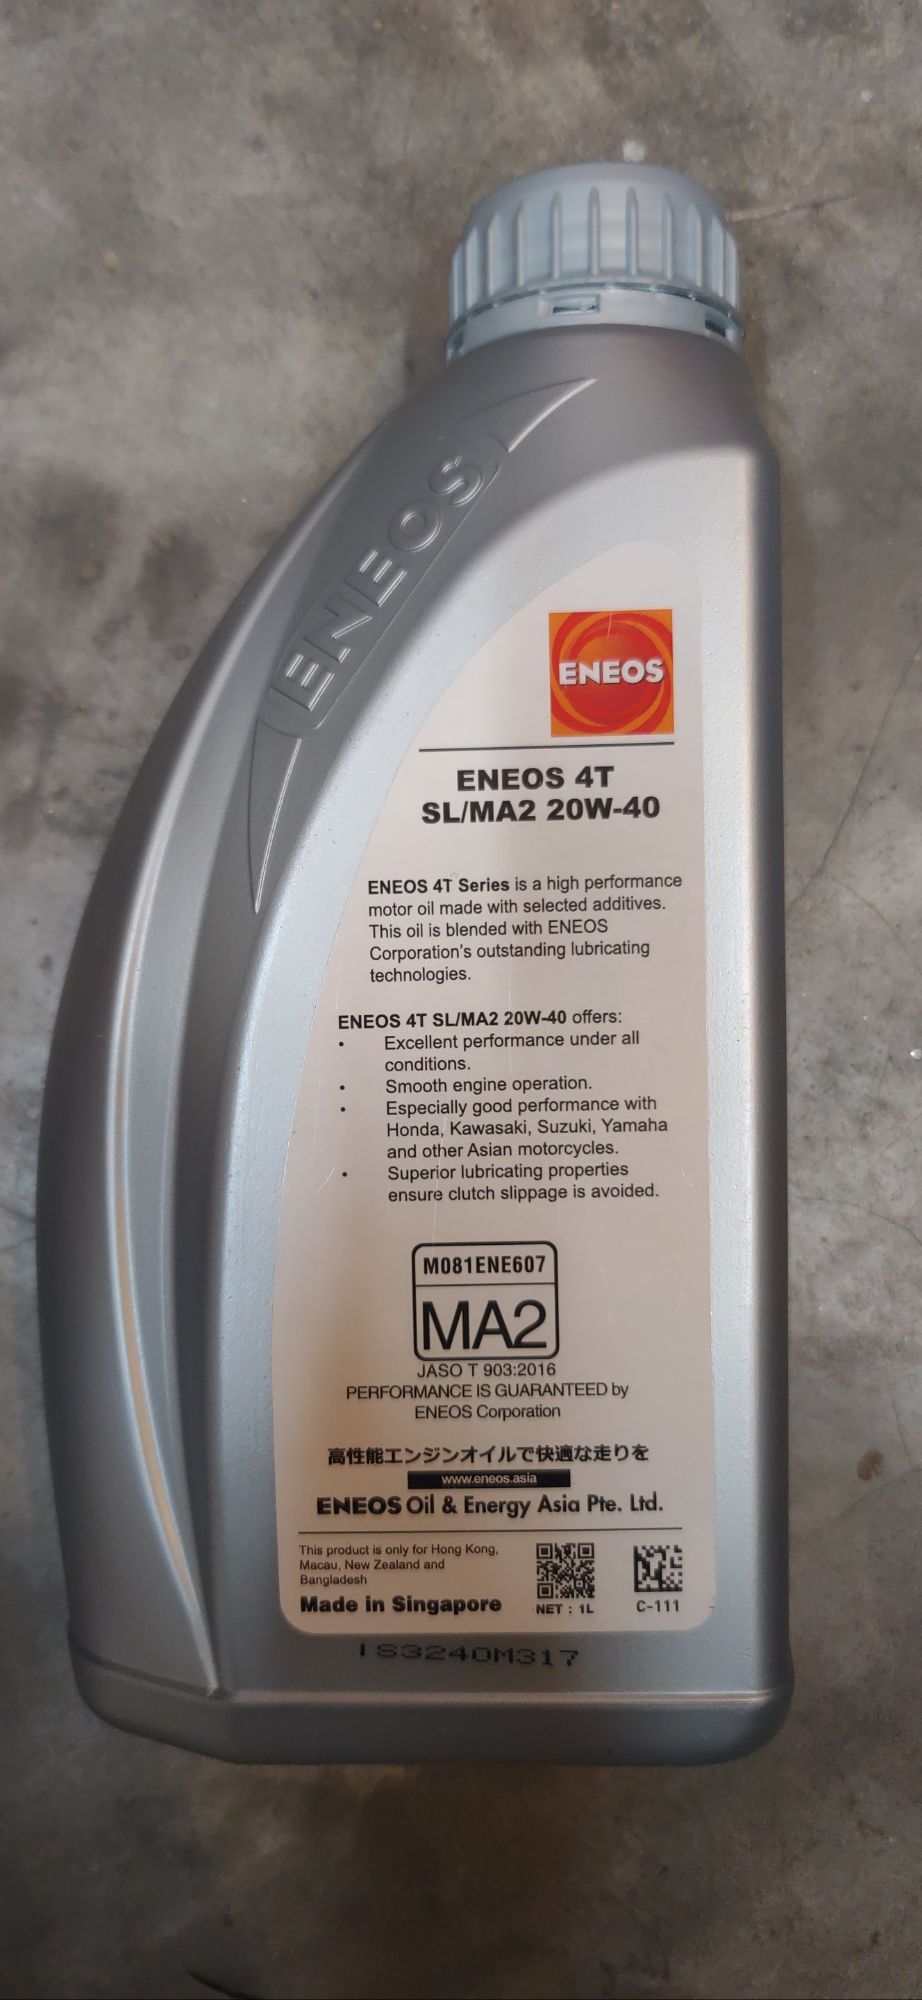 ENEOS
ENEOS
ENEOS 4T
SL/MA2 20W-40
ENEOS 4T Series is a high performance
motor oil made with selected additives.
This oil is blended with ENEOS
Corporation's outstanding lubricating
technologies.
ENEOS 4T SL/MA2 20W-40 offers:
• Excellent performance under all
conditions.
• Smooth engine operation.
• Especially good performance with
Honda, Kawasaki, Suzuki, Yamaha
and other Asian motorcycles.
• Superior lubricating properties
ensure clutch slippage is avoided.
M081ENE607
MA2
JASO T 903:2016
PERFORMANCE IS GUARANTEED by
ENEOS Corporation
高性能エンジンオイルで快適な走りを
www.eneos.asia
ENEOS Oil & Energy Asia Pte. Ltd.
This product is only for Hong Kong,
Macau, New Zealand and
Bangladesh
Made in Singapore
NET : 1L
C-111
IS3240M317